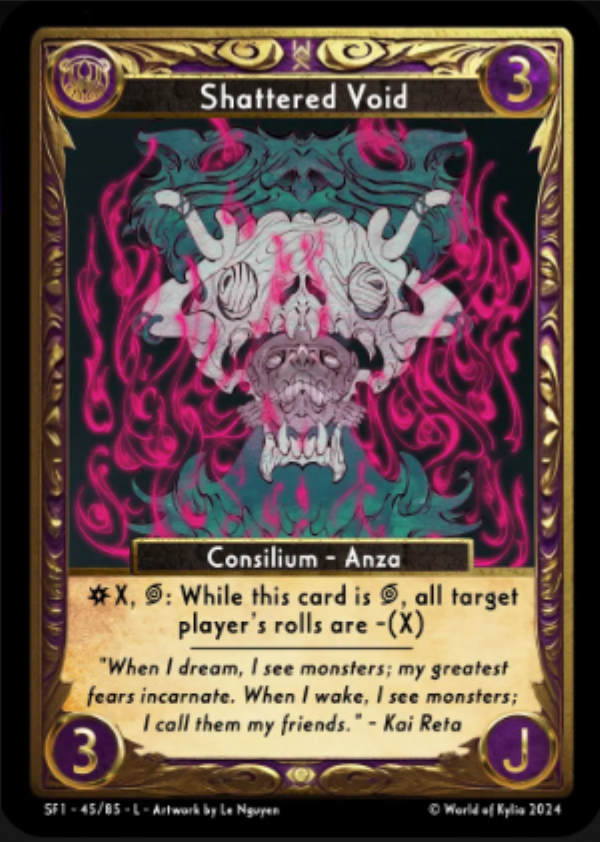 3
Shattered Void
Consilium - Anza
X, : While this card is , all target
player's rolls are -(X)
"When I dream, I see monsters; my greatest
fears incarnate. When I wake, I see monsters;
I call them my friends." - Kai Reta
3
J
SF1 - 45/85 - L - Artwork by Le Nguyen
© World of Kylia 2024